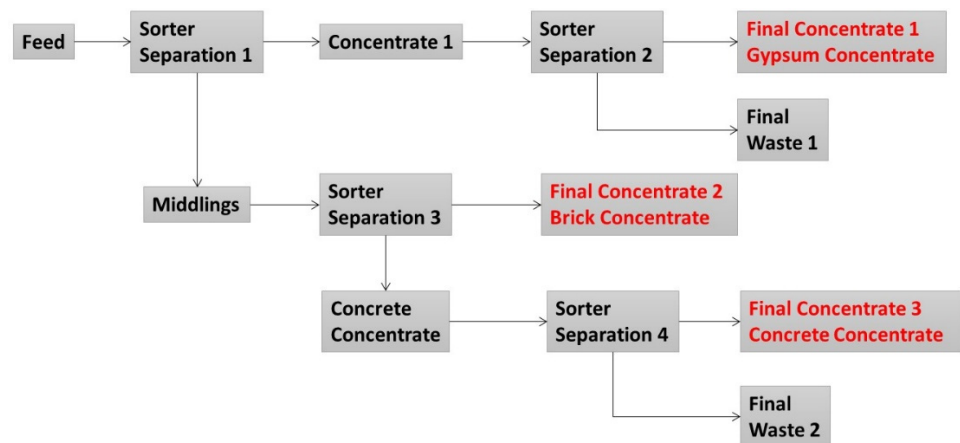 Feed
Sorter
Separation 1
Concentrate 1
Sorter
Separation 2
Final Concentrate 1
Gypsum Concentrate
Final
Waste 1
Middlings
Sorter
Separation 3
Final Concentrate 2
Brick Concentrate
Concrete
Concentrate
Sorter
Separation 4
Final Concentrate 3
Concrete Concentrate
Final
Waste 2